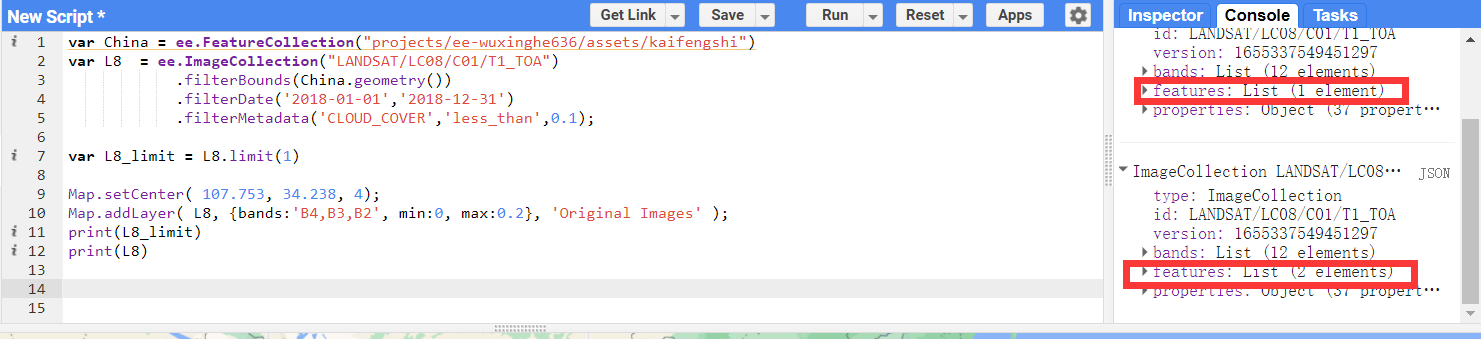 New Script *
Get Link
Save
Run
Reset
Apps
Inspector
Console
Tasks
i 1 var China = ee.FeatureCollection("projects/ee-wuxinghe636/assets/kaifengshi")
2 var L8 = ee.ImageCollection("LANDSAT/LC08/C01/T1_TOA")
3 .filterBounds(China.geometry())
4 .filterDate('2018-01-01','2018-12-31')
5 .filterMetadata('CLOUD_COVER','less_than',0.1);
6
i 7 var L8_limit = L8.limit(1)
8
9 Map.setCenter( 107.753, 34.238, 4);
10 Map.addLayer( L8, {bands:'B4,B3,B2', min:0, max:0.2}, 'Original Images' );
i 11 print(L8_limit)
i 12 print(L8)
13
14
15
id: LANDSAT/LC08/C01/T1_TOA
version: 1655337549451297
bands: List (12 elements)
features: List (1 element)
properties: Object (37 propert…
ImageCollection LANDSAT/LC08… JSON
type: ImageCollection
id: LANDSAT/LC08/C01/T1_TOA
version: 1655337549451297
bands: List (12 elements)
features: List (2 elements)
properties: Object (37 propert…